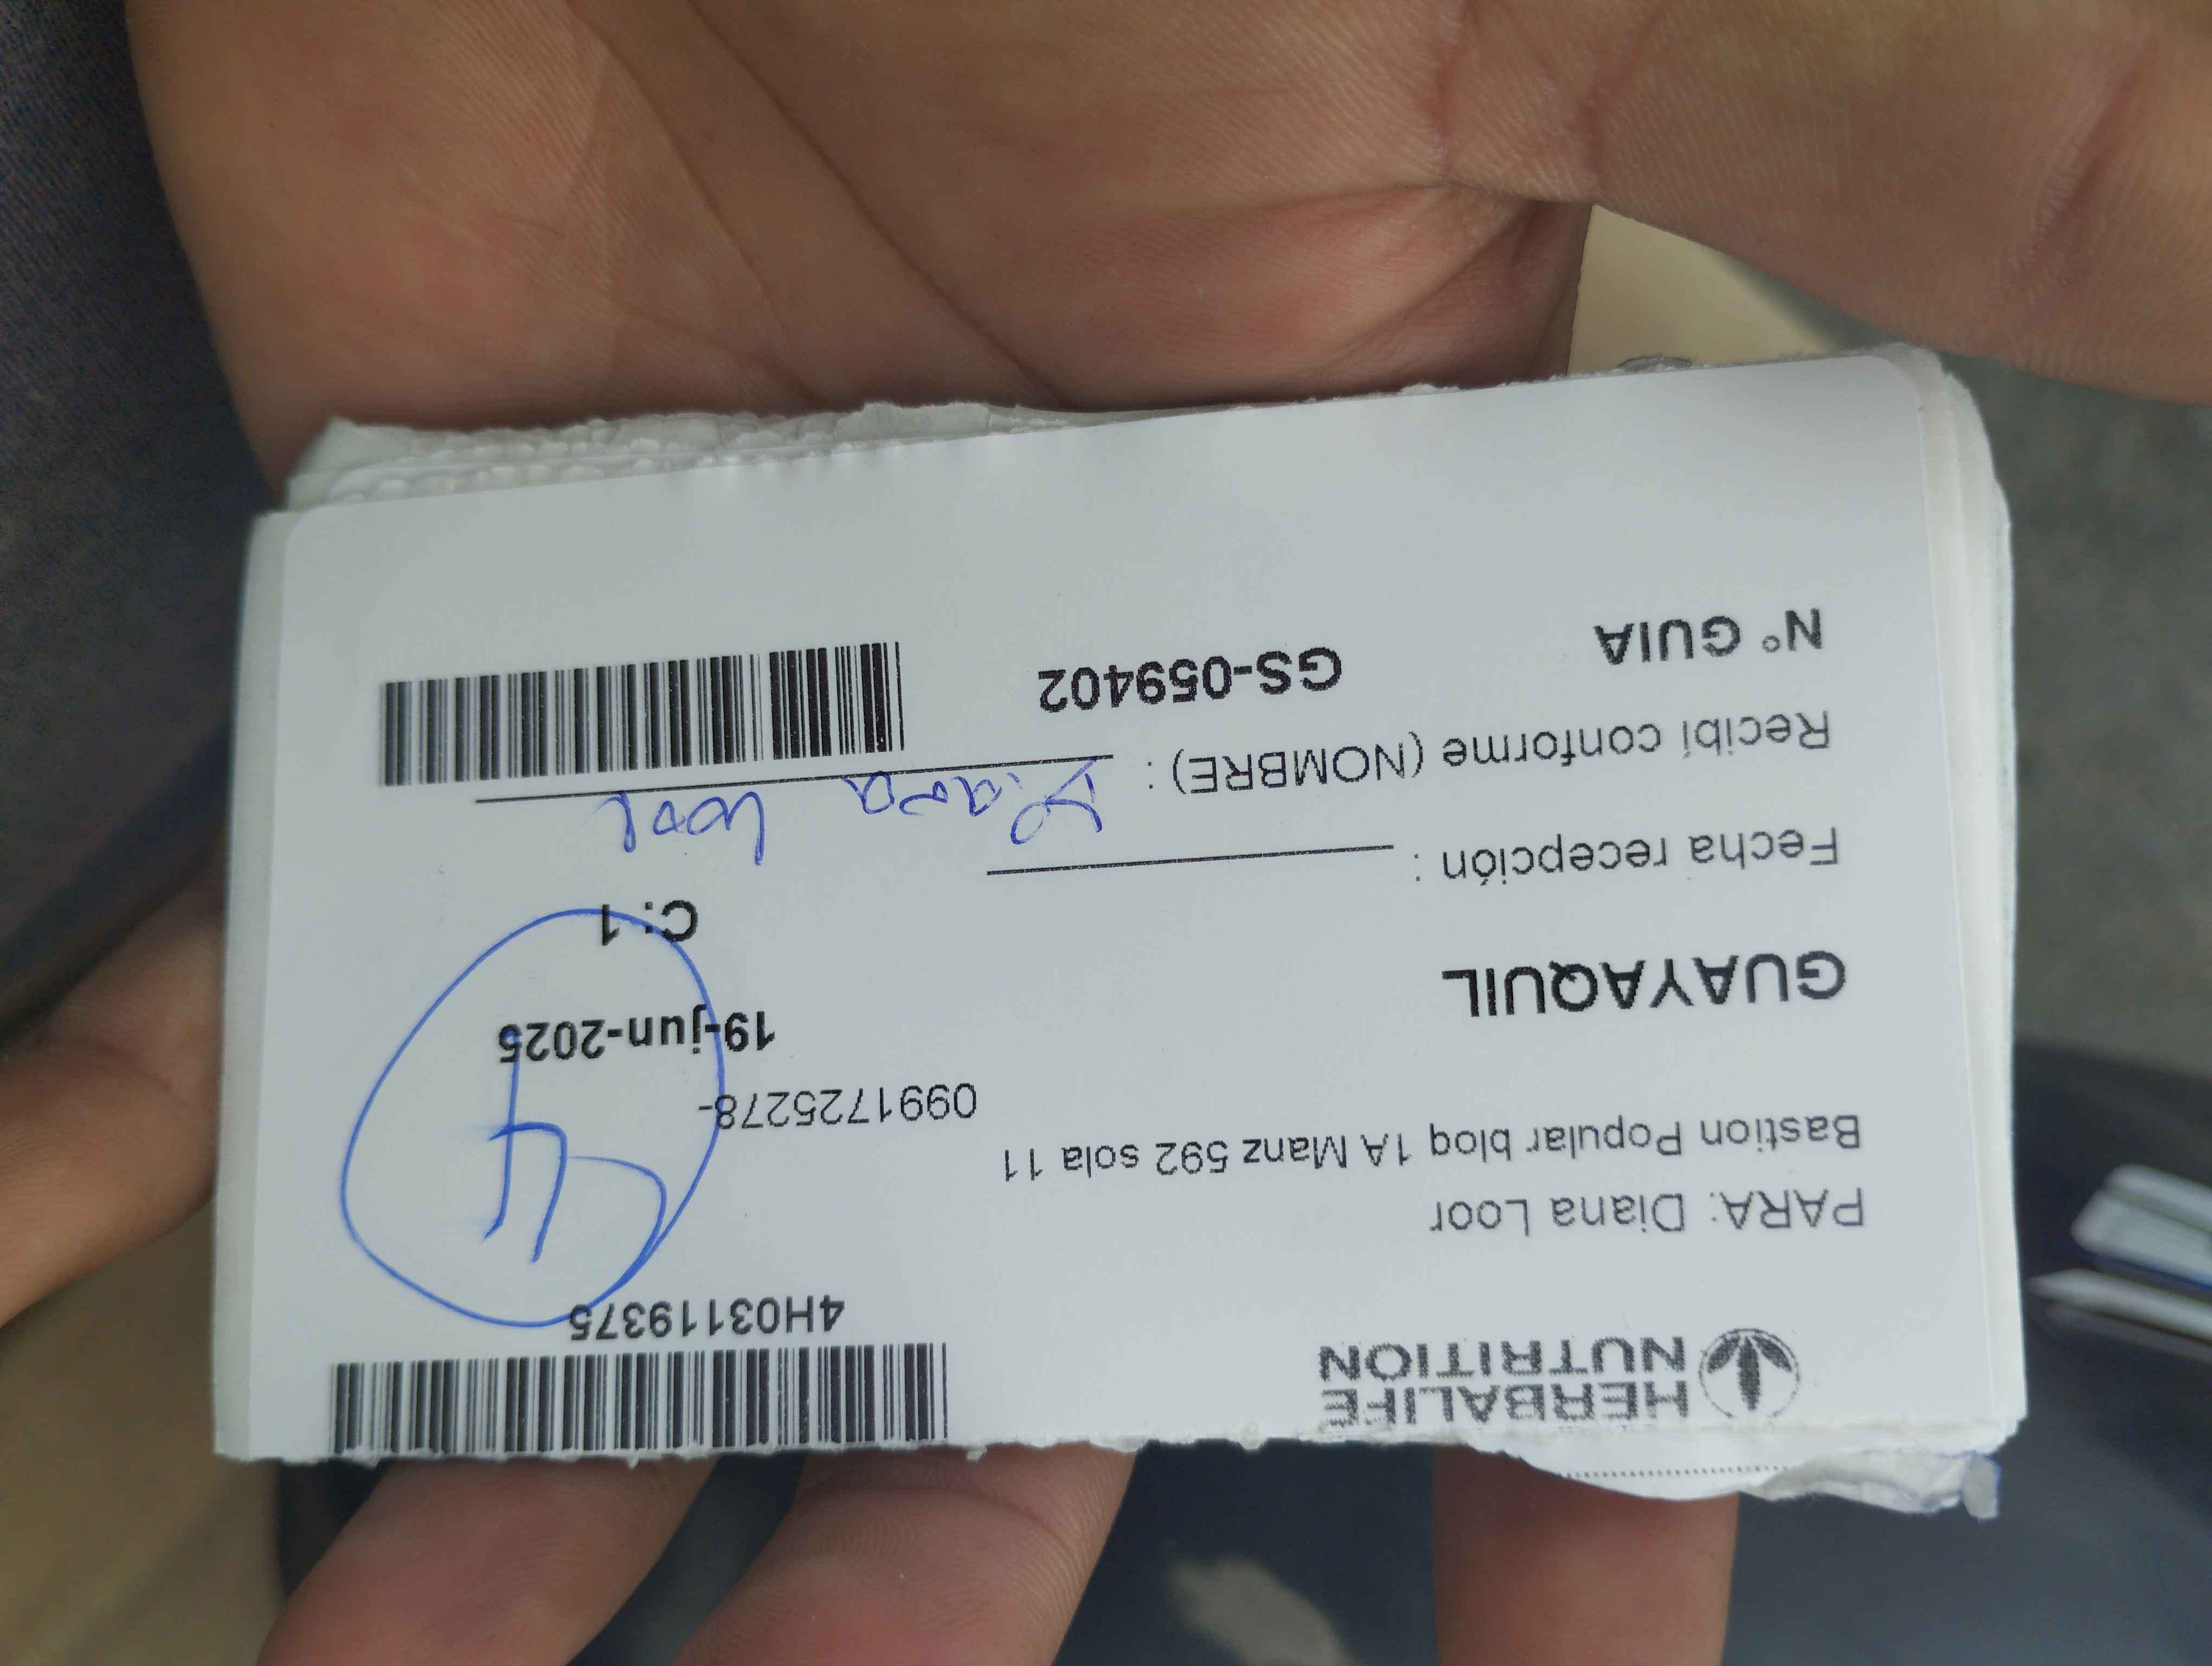 HERBALIFE
NUTRITION
4H03119375
PARA: Diana Loor
Bastion Popular bloq 1A Manz 592 sola 11
0991725278-
19-jun-2025
GUAYAQUIL
C: 1
Fecha recepción :
Recibí conforme (NOMBRE) : Diana Loor
N° GUIA GS-059402